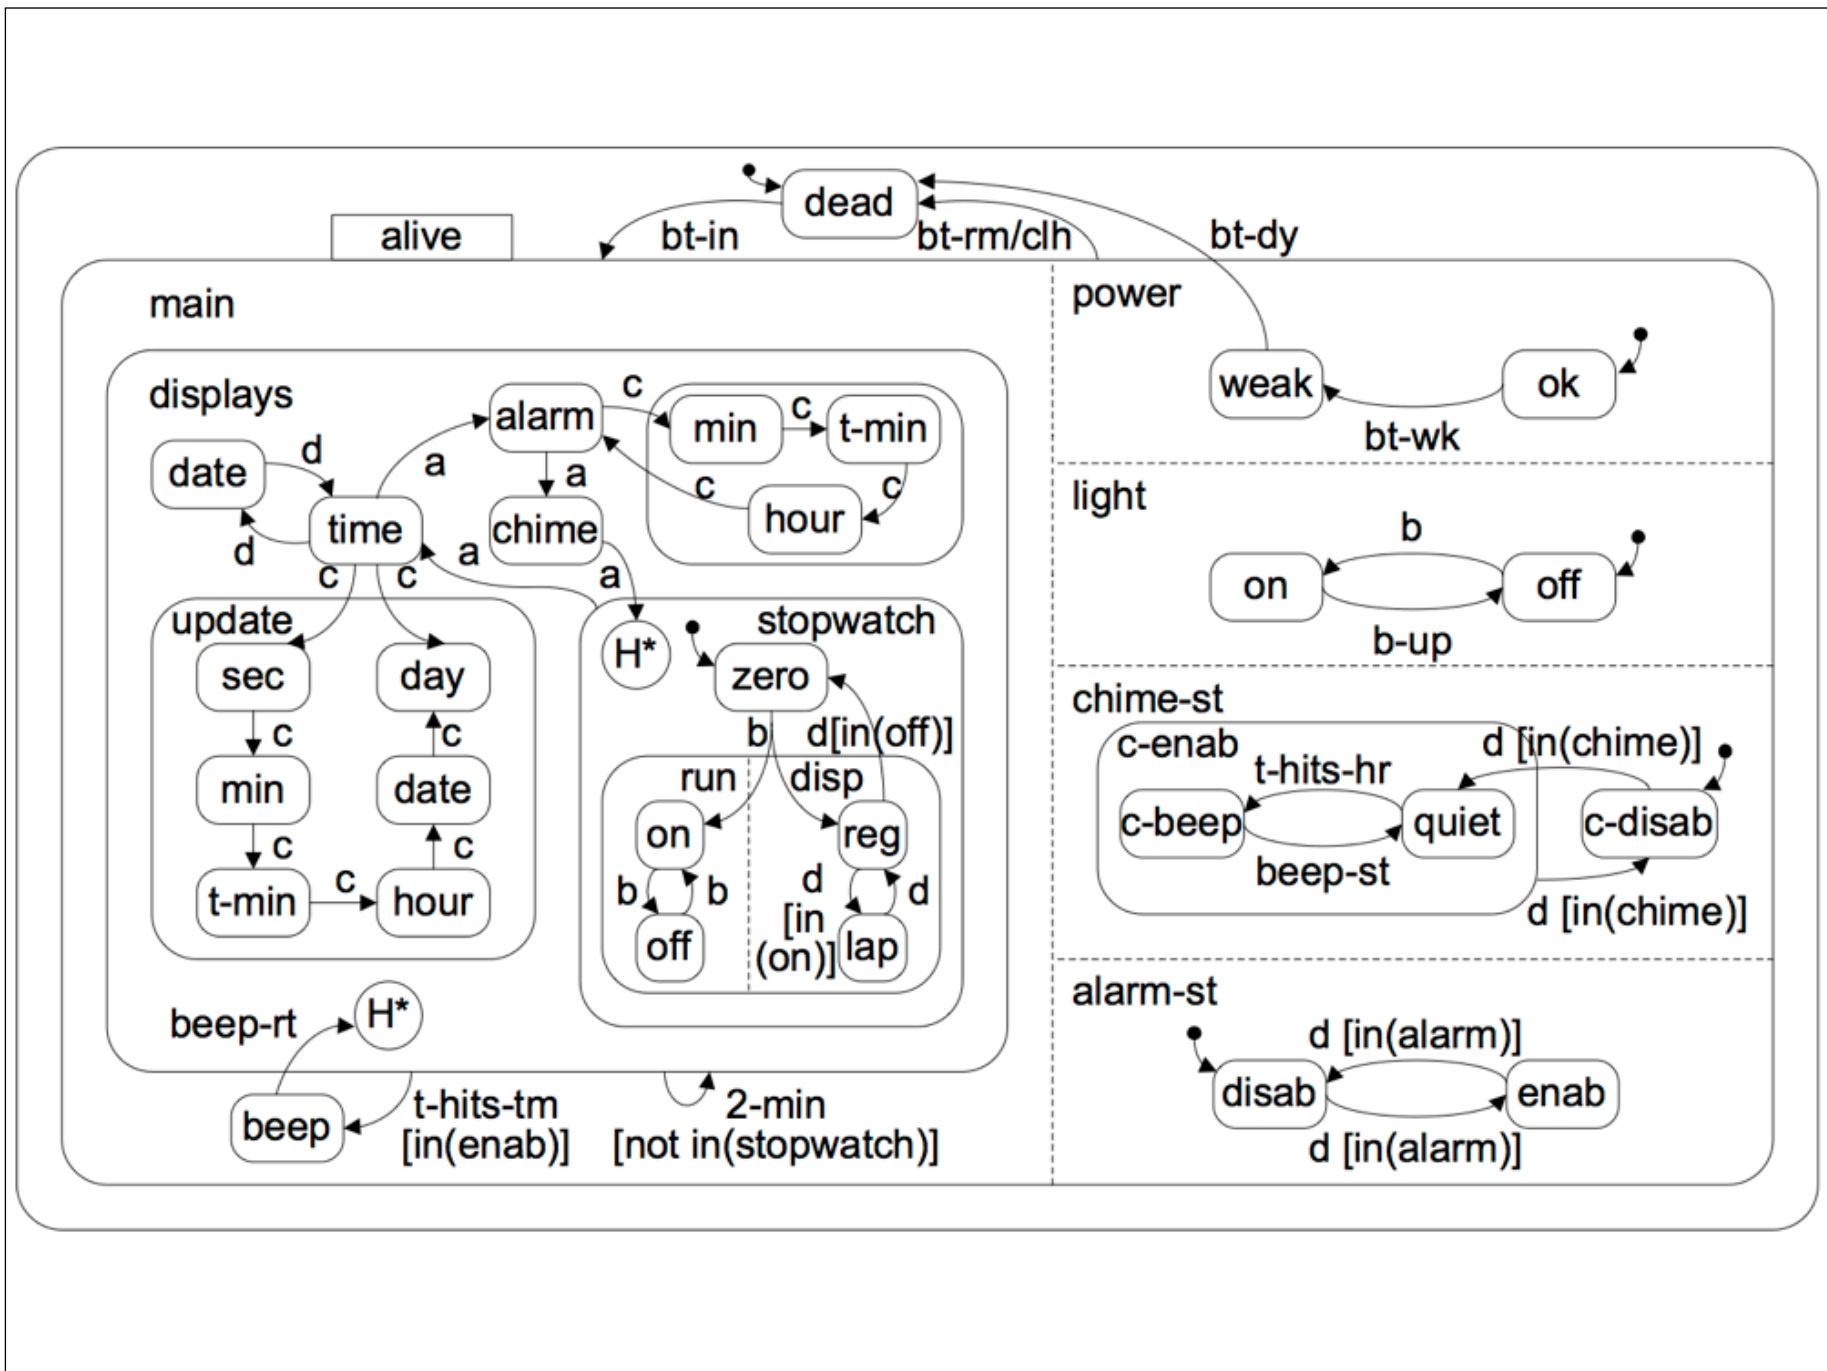 dead
alive
bt-in
bt-rm/clh
bt-dy
main
power
displays
weak
ok
bt-wk
date
d
d
time
a
alarm
c
min
c
t-min
c
hour
c
a
chime
a
a
c
c
light
b
on
off
b-up
update
sec
day
c
c
min
date
c
c
t-min
c
hour
stopwatch
H*
zero
b
d[in(off)]
run
disp
on
reg
b
b
d
[in
(on)]
d
off
lap
chime-st
c-enab
t-hits-hr
d [in(chime)]
c-beep
quiet
c-disab
beep-st
d [in(chime)]
alarm-st
d [in(alarm)]
disab
enab
d [in(alarm)]
beep-rt
H*
beep
t-hits-tm
[in(enab)]
2-min
[not in(stopwatch)]